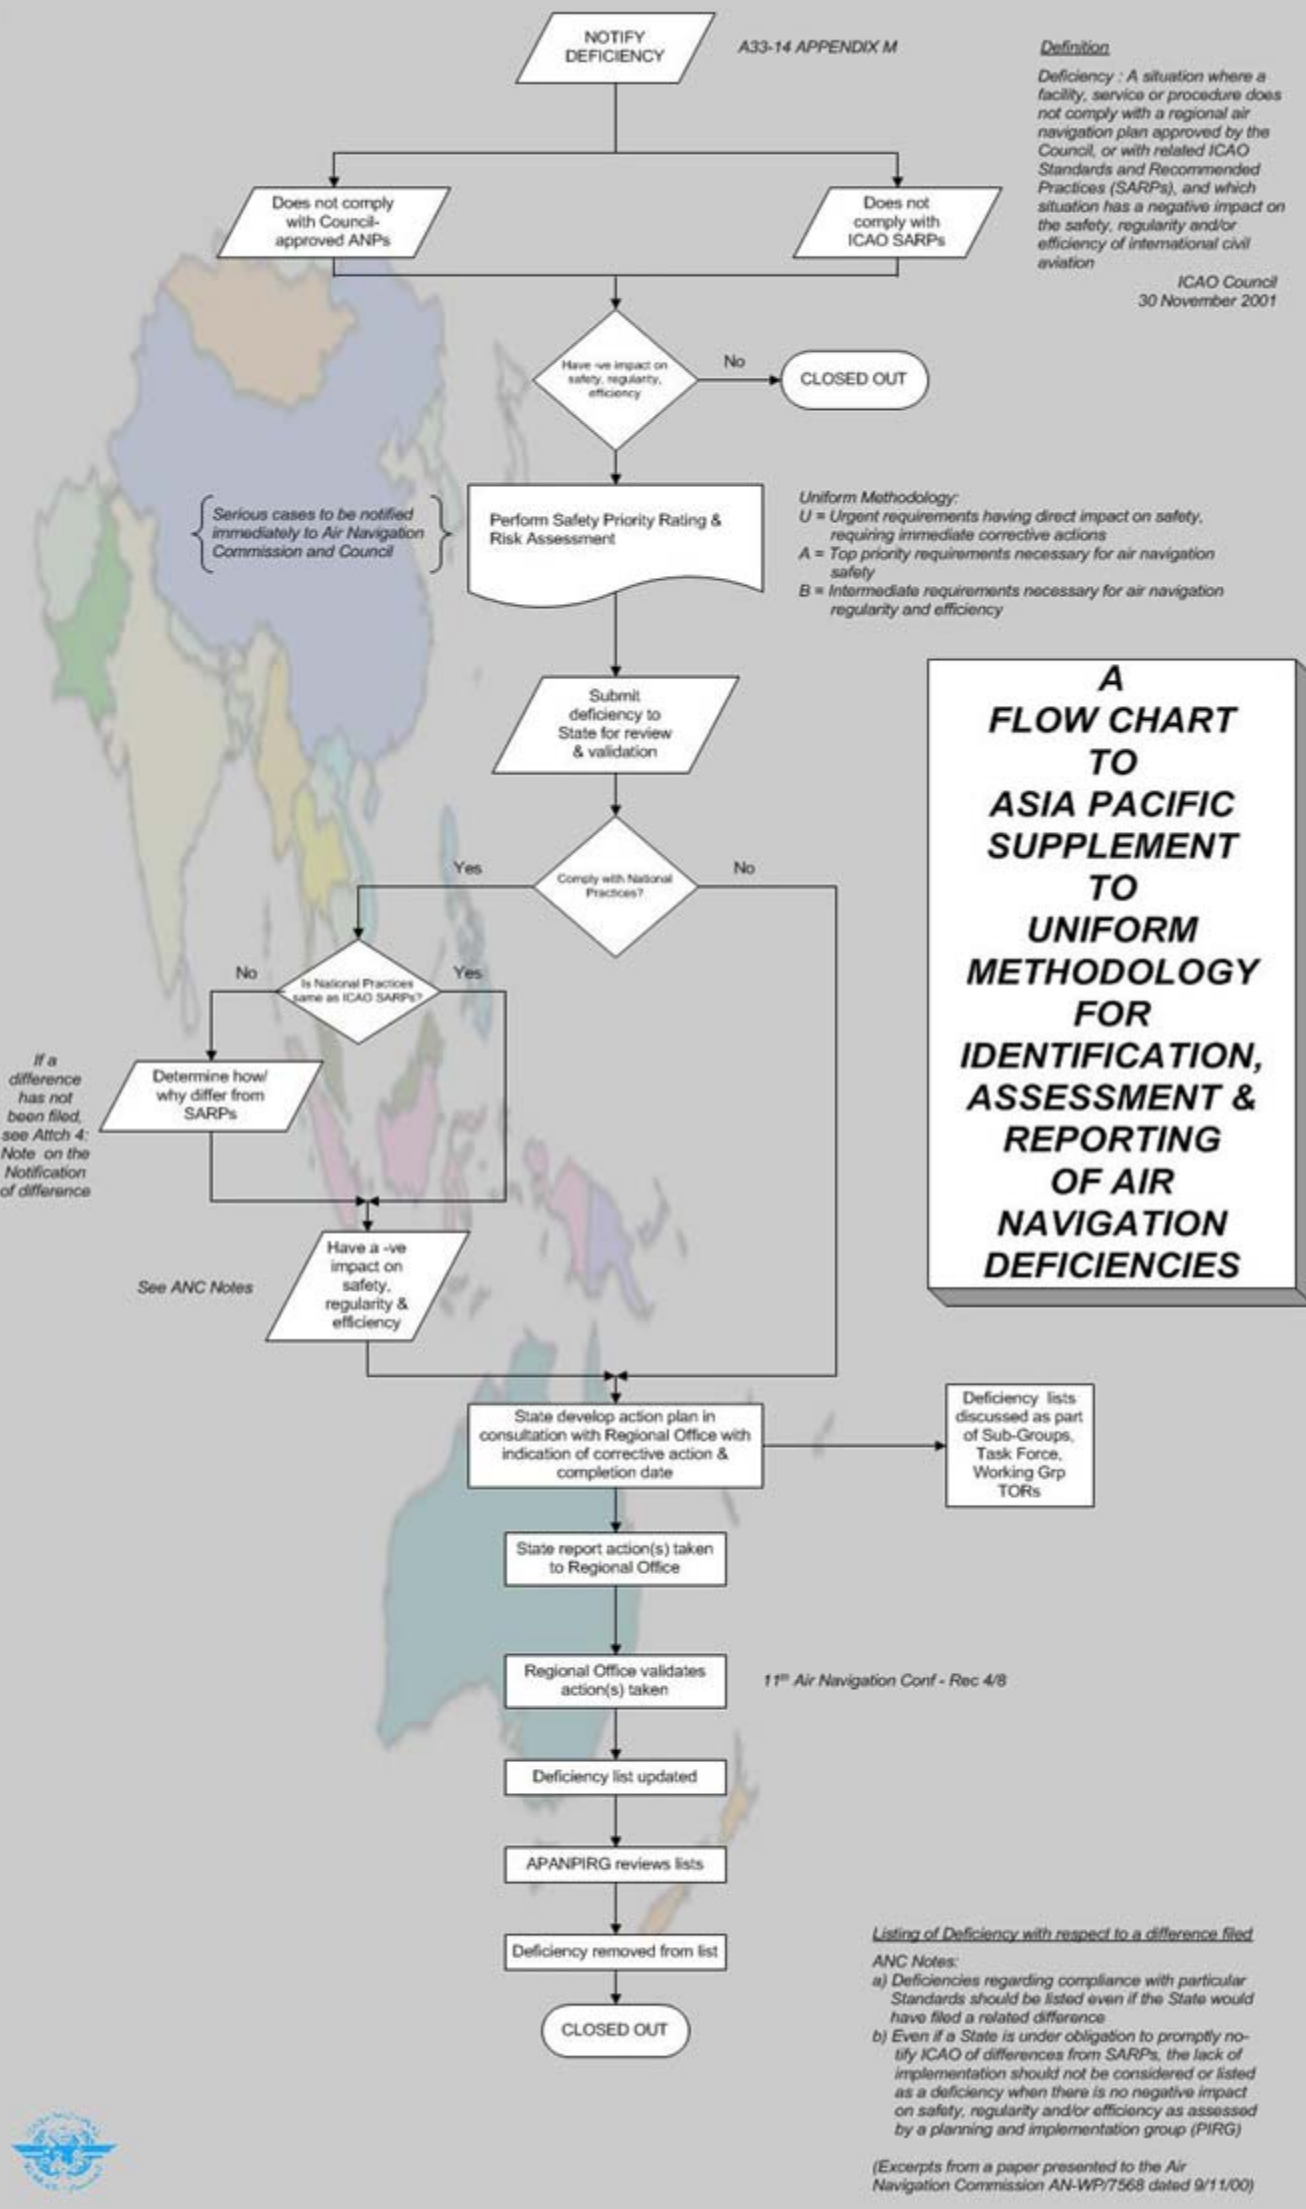 NOTIFY
DEFICIENCY
A33-14 APPENDIX M
Definition
Deficiency : A situation where a
facility, service or procedure does
not comply with a regional air
navigation plan approved by the
Council, or with related ICAO
Standards and Recommended
Practices (SARPs), and which
situation has a negative impact on
the safety, regularity and/or
efficiency of international civil
aviation
ICAO Council
30 November 2001
Does not comply
with Council-
approved ANPs
Does not
comply with
ICAO SARPs
Have -ve impact on
safety, regularity,
efficiency
No
CLOSED OUT
Serious cases to be notified
immediately to Air Navigation
Commission and Council
Perform Safety Priority Rating &
Risk Assessment
Uniform Methodology:
U = Urgent requirements having direct impact on safety,
requiring immediate corrective actions
A = Top priority requirements necessary for air navigation
safety
B = Intermediate requirements necessary for air navigation
regularity and efficiency
Submit
deficiency to
State for review
& validation
A
FLOW CHART
TO
ASIA PACIFIC
SUPPLEMENT
TO
UNIFORM
METHODOLOGY
FOR
IDENTIFICATION,
ASSESSMENT &
REPORTING
OF AIR
NAVIGATION
DEFICIENCIES
Yes
Comply with National
Practices?
No
No
Is National Practices
same as ICAO SARPs?
Yes
If a
difference
has not
been filed,
see Attch 4:
Note on the
Notification
of difference
Determine how/
why differ from
SARPs
See ANC Notes
Have a -ve
impact on
safety,
regularity &
efficiency
State develop action plan in
consultation with Regional Office with
indication of corrective action &
completion date
Deficiency lists
discussed as part
of Sub-Groups,
Task Force,
Working Grp
TORs
State report action(s) taken
to Regional Office
Regional Office validates
action(s) taken
11th Air Navigation Conf - Rec 4/8
Deficiency list updated
APANPIRG reviews lists
Deficiency removed from list
CLOSED OUT
Listing of Deficiency with respect to a difference filed
ANC Notes:
a) Deficiencies regarding compliance with particular
Standards should be listed even if the State would
have filed a related difference
b) Even if a State is under obligation to promptly no-
tify ICAO of differences from SARPs, the lack of
implementation should not be considered or listed
as a deficiency when there is no negative impact
on safety, regularity and/or efficiency as assessed
by a planning and implementation group (PIRG)
(Excerpts from a paper presented to the Air
Navigation Commission AN-WP/7568 dated 9/11/00)